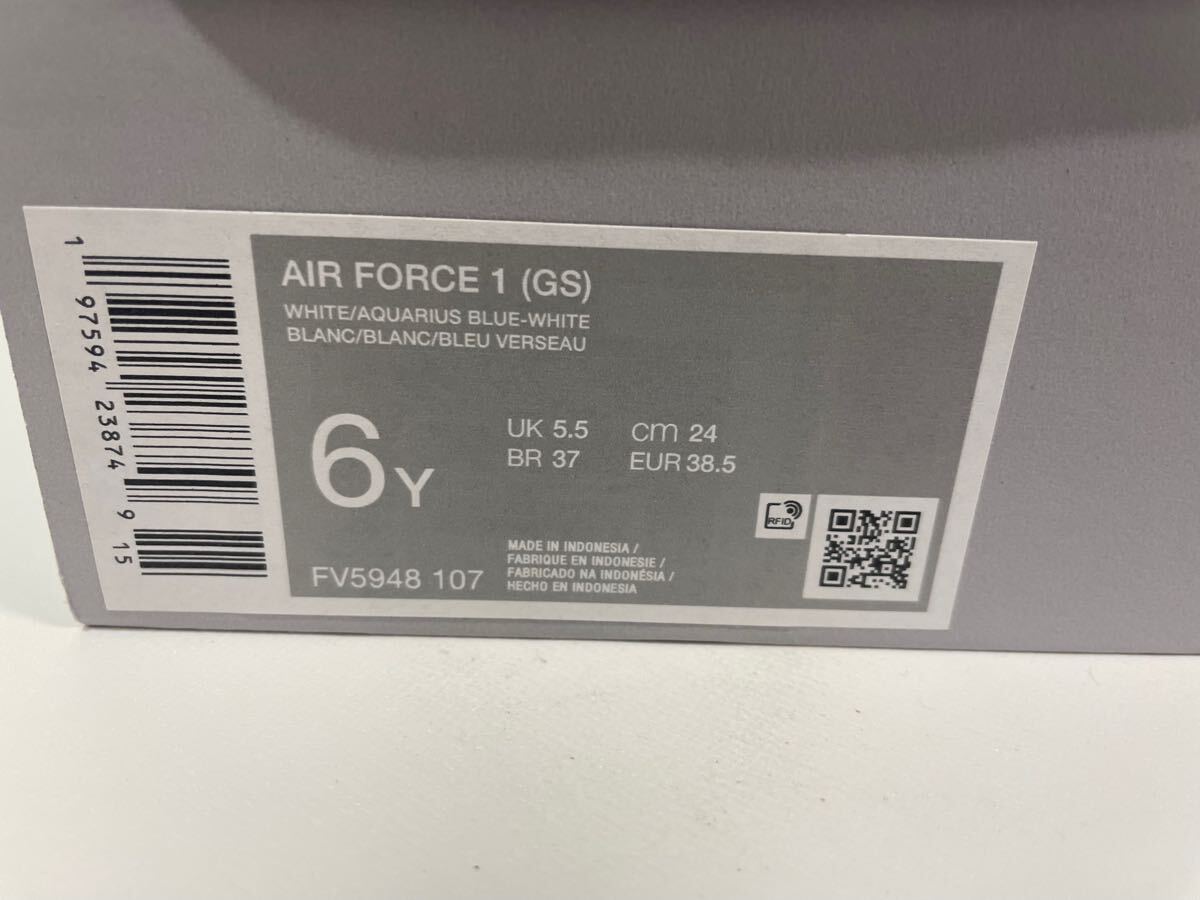 AIR FORCE 1 (GS)
WHITE/AQUARIUS BLUE-WHITE
BLANC/BLANC/BLEU VERSEAU
6Y
UK 5.5 cm 24
BR 37 EUR 38.5
RFID
MADE IN INDONESIA /
FABRIQUE EN INDONESIE /
FABRICADO NA INDONÉSIA /
HECHO EN INDONESIA
FV5948 107
1 97594 23874 9 15